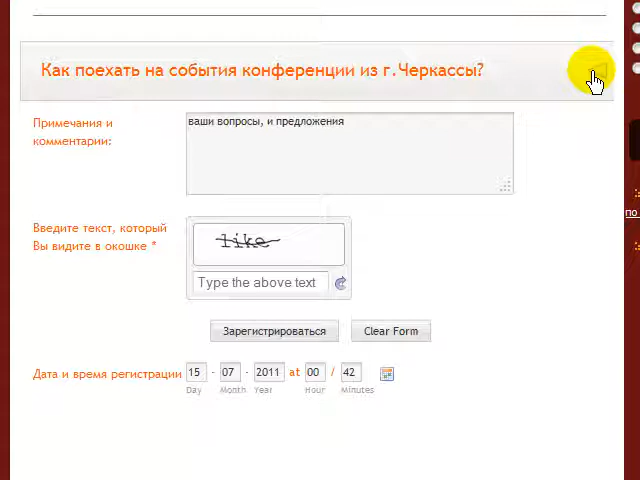 Как поехать на события конференции из г.Черкассы?
Примечания и
комментарии:
ваши вопросы, и предложения
Введите текст, который
Вы видите в окошке *
like
Type the above text
Зарегистрироваться
Clear Form
Дата и время регистрации
15 - 07 - 2011 at 00 / 42
Day Month Year Hour Minutes
по